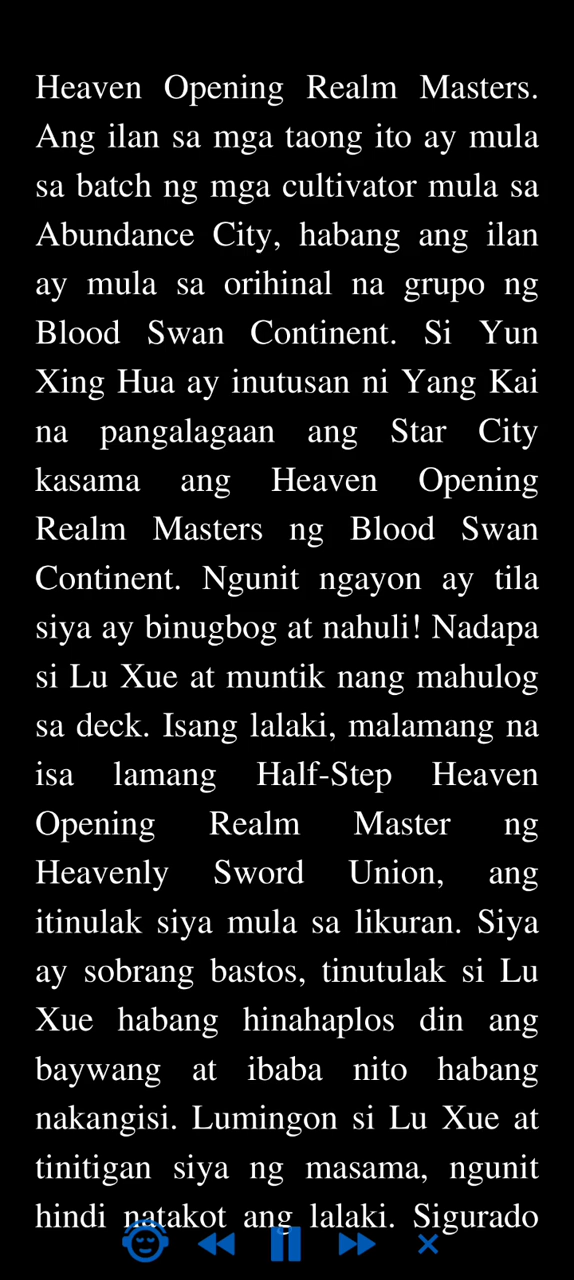 Heaven Opening Realm Masters.
Ang ilan sa mga taong ito ay mula
sa batch ng mga cultivator mula sa
Abundance City, habang ang ilan
ay mula sa orihinal na grupo ng
Blood Swan Continent. Si Yun
Xing Hua ay inutusan ni Yang Kai
na pangalagaan ang Star City
kasama ang Heaven Opening
Realm Masters ng Blood Swan
Continent. Ngunit ngayon ay tila
siya ay binugbog at nahuli! Nadapa
si Lu Xue at muntik nang mahulog
sa deck. Isang lalaki, malamang na
isa lamang Half-Step Heaven
Opening Realm Master ng
Heavenly Sword Union, ang
itinulak siya mula sa likuran. Siya
ay sobrang bastos, tinutulak si Lu
Xue habang hinahaplos din ang
baywang at ibaba nito habang
nakangisi. Lumingon si Lu Xue at
tinitigan siya ng masama, ngunit
hindi natakot ang lalaki. Sigurado